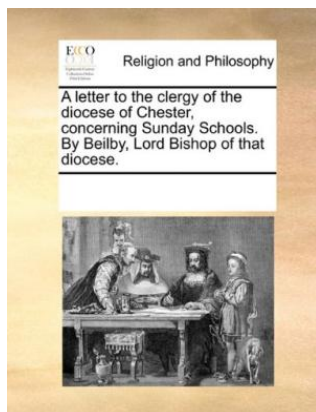 ECCO
Religion and Philosophy
A letter to the clergy of the
diocese of Chester,
concerning Sunday Schools.
By Beilby, Lord Bishop of that
diocese.